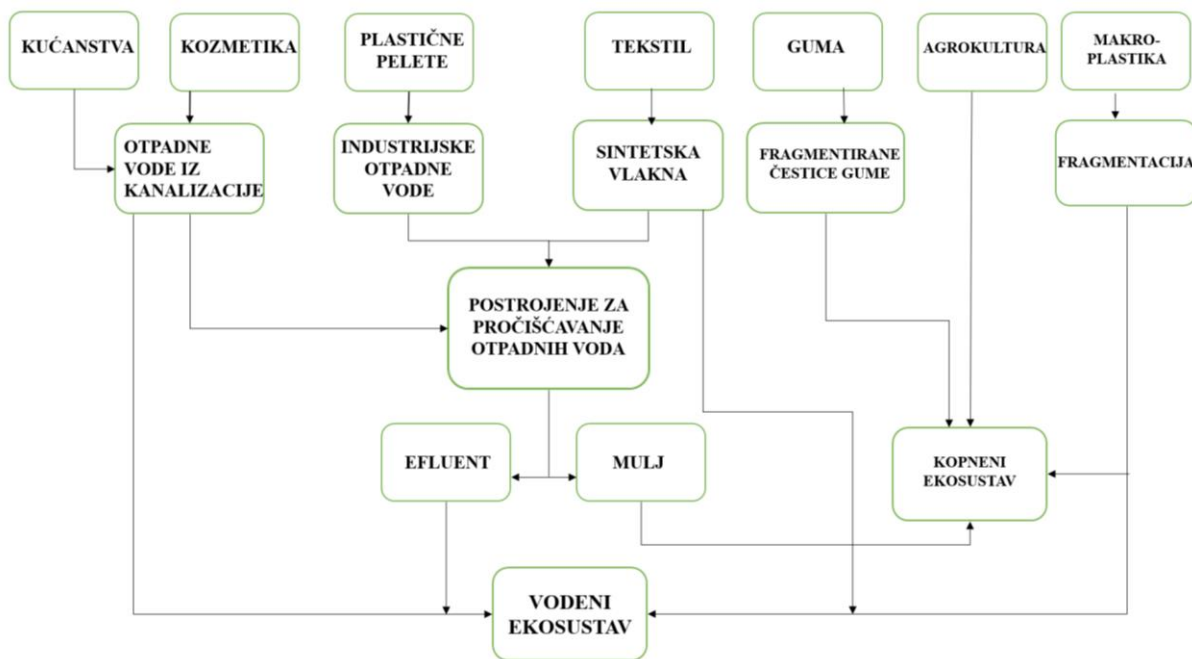 KUĆANSTVA
KOZMETIKA
PLASTIČNE
PELETE
TEKSTIL
GUMA
AGROKULTURA
MAKRO-
PLASTIKA
OTPADNE
VODE IZ
KANALIZACIJE
INDUSTRIJSKE
OTPADNE
VODE
SINTETSKA
VLAKNA
FRAGMENTIRANE
ČESTICE GUME
FRAGMENTACIJA
POSTROJENJE ZA
PROČIŠĆAVANJE
OTPADNIH VODA
EFLUENT
MULJ
KOPNENI
EKOSUSTAV
VODENI
EKOSUSTAV